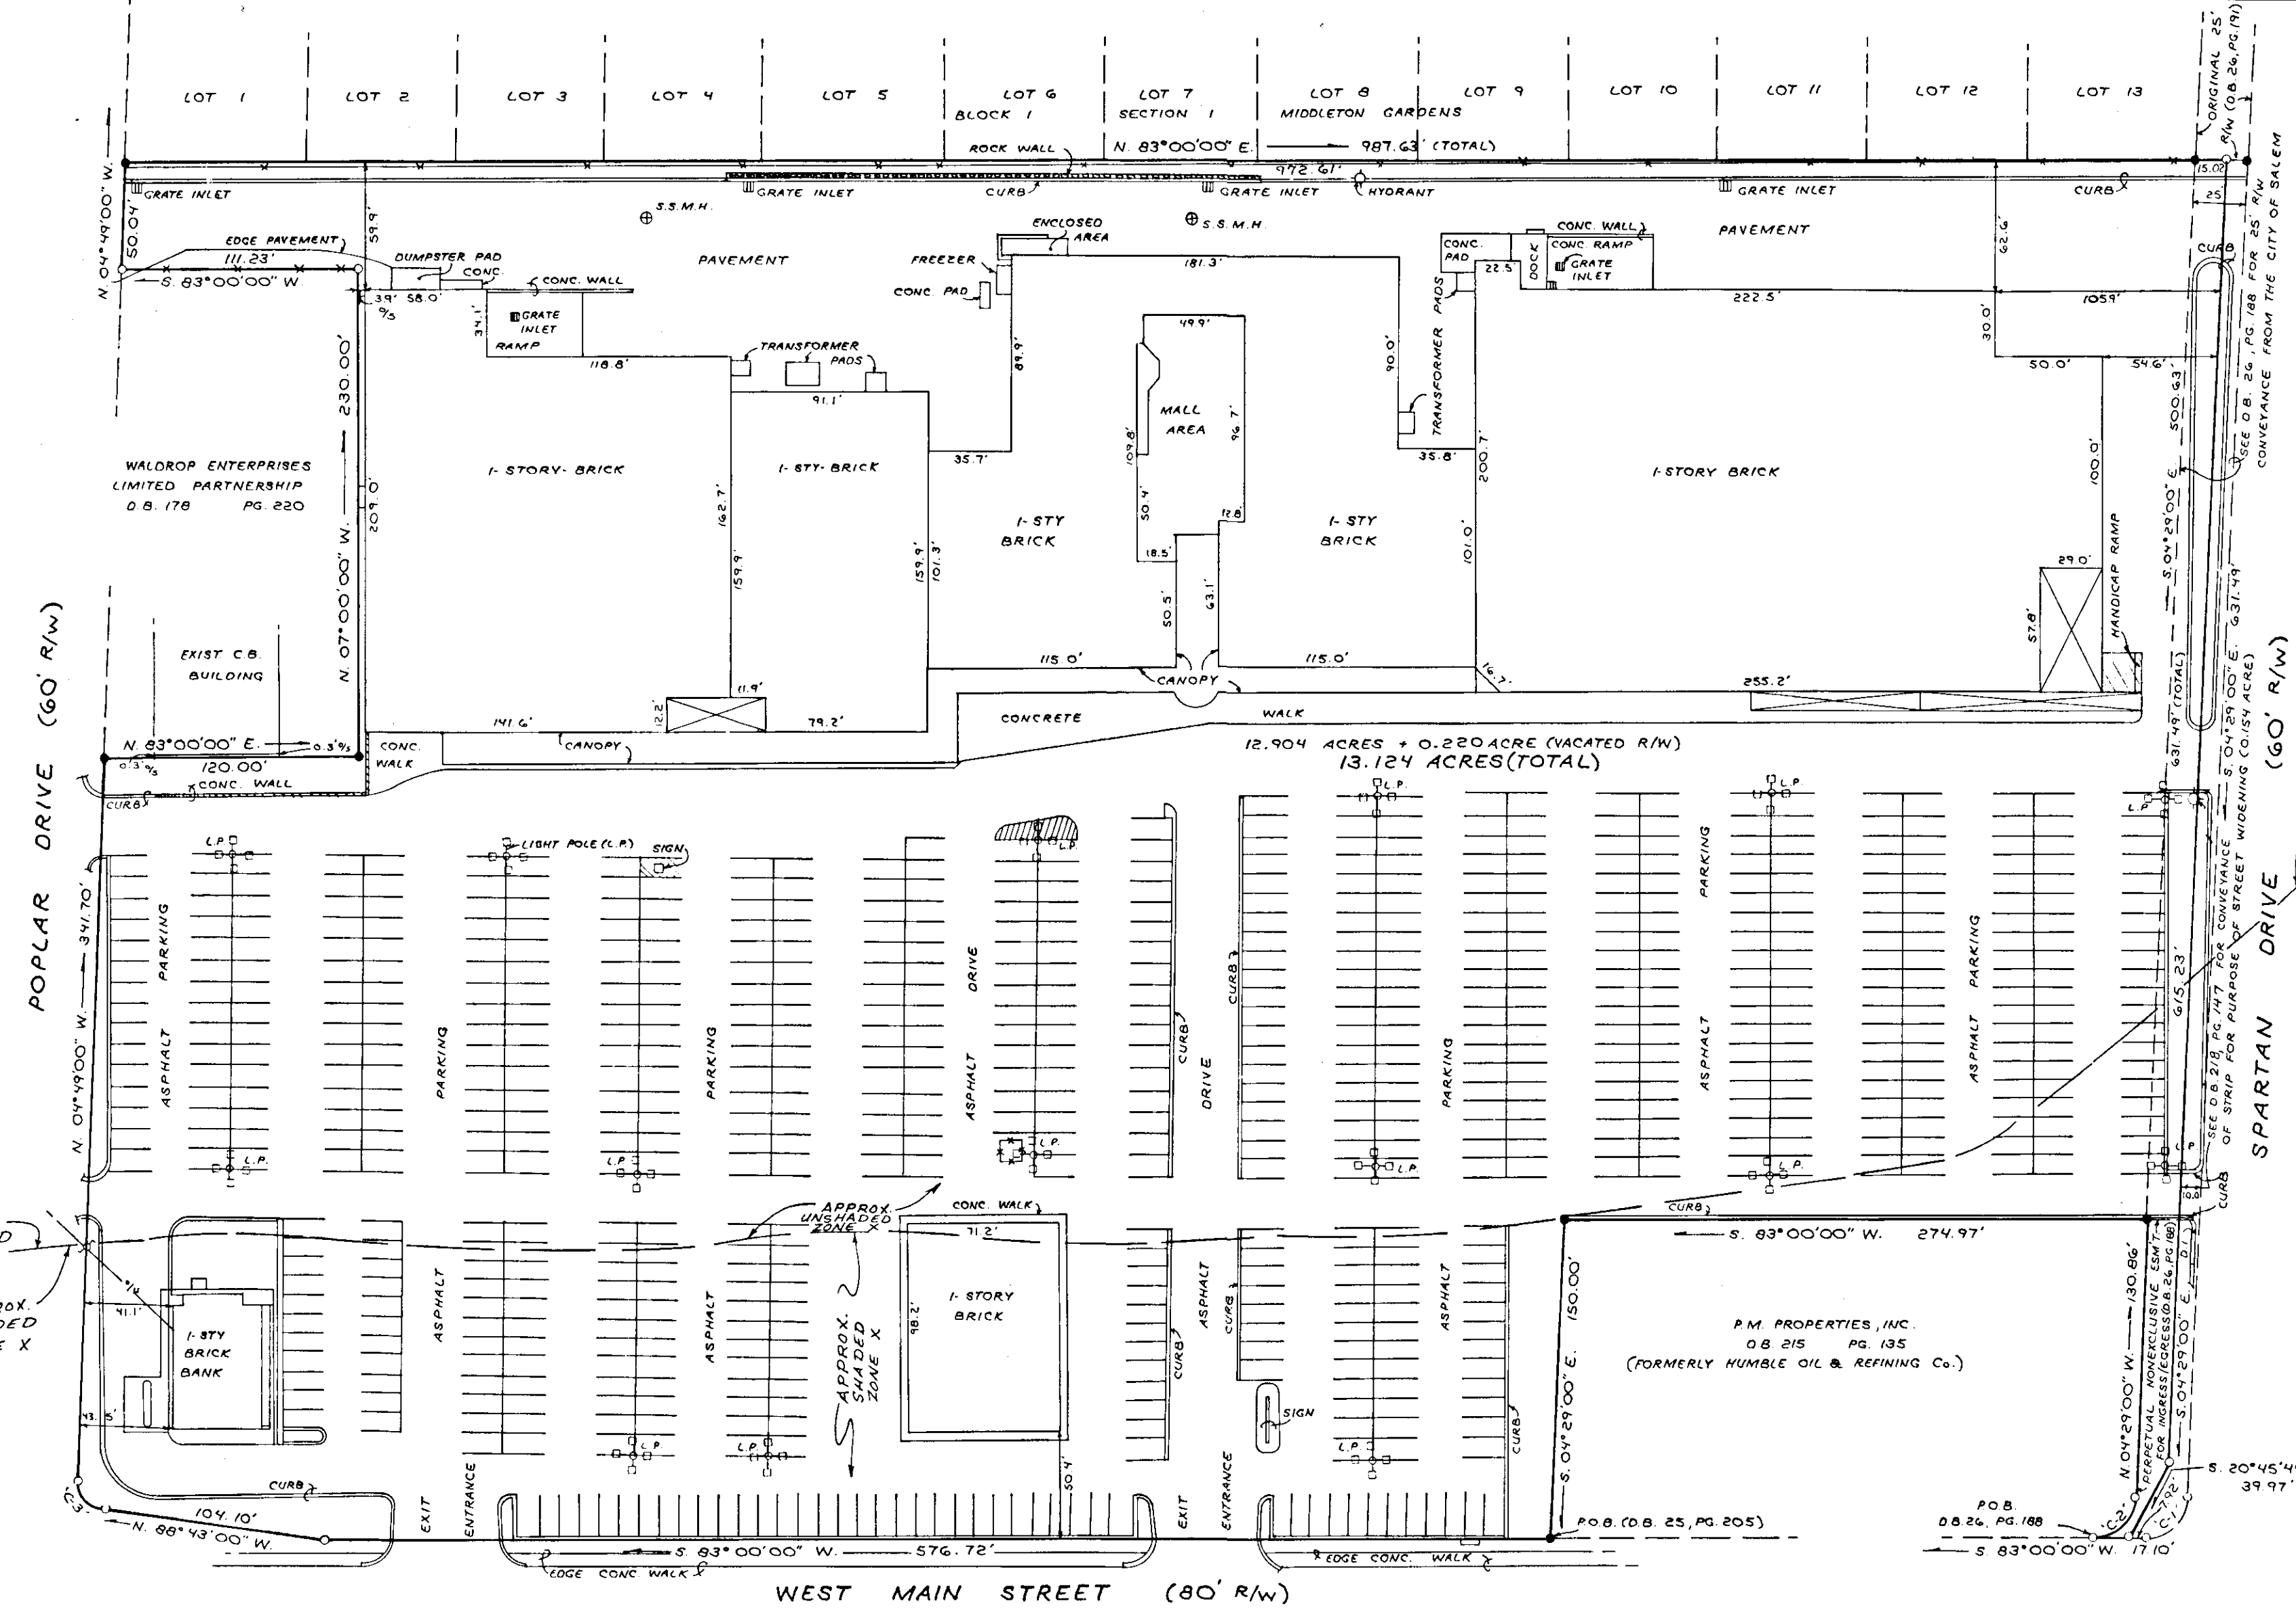 LOT 1
LOT 2
LOT 3
LOT 4
LOT 5
LOT 6
LOT 7
LOT 8
LOT 9
LOT 10
LOT 11
LOT 12
LOT 13
BLOCK 1
SECTION 1
MIDDLETON GARDENS
ORIGINAL 25'
R/W (D.B. 26, PG. 191)
ROCK WALL
N. 83°00'00" E.
987.63' (TOTAL)
972.61'
15.02'
25'
GRATE INLET
GRATE INLET
CURB
GRATE INLET
HYDRANT
GRATE INLET
CURB
N. 04°49'00" W.
50.04'
59.9'
S.S.M.H.
S.S.M.H.
EDGE PAVEMENT
111.23'
S. 83°00'00" W.
DUMPSTER PAD
CONC.
CONC. WALL
3.9'
O/S
58.0'
PAVEMENT
FREEZER
CONC. PAD
ENCLOSED
AREA
181.3'
CONC.
PAD
22.5'
DOCK
CONC. WALL
CONC. RAMP
GRATE
INLET
PAVEMENT
62.6'
CURB
222.5'
105.9'
30.0'
50.0'
54.6'
34.1'
GRATE
INLET
RAMP
118.8'
TRANSFORMER
PADS
91.1'
89.9'
49.9'
MALL
AREA
109.8'
96.7'
90.0'
TRANSFORMER PADS
35.7'
35.8'
200.7'
101.0'
100.0'
50.4'
12.8'
18.5'
50.5'
63.1'
N. 07°00'00" W.
230.00'
209.0'
WALDROP ENTERPRISES
LIMITED PARTNERSHIP
D.B. 178 PG. 220
1-STORY-BRICK
1-STY-BRICK
1-STY
BRICK
1-STY
BRICK
1-STORY BRICK
162.7'
159.9'
159.9'
101.3'
29.0'
57.8'
HANDICAP RAMP
EXIST C.B.
BUILDING
115.0'
CANOPY
115.0'
16.7'
255.2'
12.2'
11.9'
141.6'
79.2'
CANOPY
CONCRETE
WALK
CONC.
WALK
N. 83°00'00" E.
0.3' O/S
0.3' O/S
120.00'
CONC. WALL
CURB
12.904 ACRES + 0.220 ACRE (VACATED R/W)
13.124 ACRES (TOTAL)
S. 04°29'00" E.
500.63'
631.49' (TOTAL)
SEE D.B. 26, PG. 188 FOR 25' R/W
CONVEYANCE FROM THE CITY OF SALEM
SEE D.B. 218, PG. 147 FOR CONVEYANCE
OF STRIP FOR PURPOSE OF STREET WIDENING (0.154 ACRE)
S. 04°29'00" E. 631.49'
615.23'
POPLAR DRIVE (60' R/W)
SPARTAN DRIVE (60' R/W)
N. 04°49'00" W.
341.70'
L.P.
LIGHT POLE (L.P.)
SIGN
L.P.
L.P.
L.P.
ASPHALT PARKING
PARKING
PARKING
ASPHALT DRIVE
CURB
DRIVE
CURB
PARKING
ASPHALT PARKING
ASPHALT PARKING
L.P.
L.P.
L.P.
L.P.
L.P.
L.P.
CURB
APPROX.
UNSHADED
ZONE X
CONC. WALK
71.2'
98.2'
1-STORY
BRICK
APPROX.
SHADED
ZONE X
41.1'
43.5'
1-STY
BRICK
BANK
ASPHALT
ASPHALT
ASPHALT
CURB
CURB
ASPHALT
CURB
CURB
S. 83°00'00" W.
274.97'
150.00'
S. 04°29'00" E.
P.M. PROPERTIES, INC.
D.B. 215 PG. 135
(FORMERLY HUMBLE OIL & REFINING Co.)
N. 04°29'00" W.
130.86'
PERPETUAL NONEXCLUSIVE ESM'T
FOR INGRESS/EGRESS (D.B. 26, PG. 188)
S. 04°29'00" E.
D.I.
S. 20°45'4
39.97'
7.92'
'C-1'
'C-2'
SIGN
L.P.
L.P.
L.P.
50.4'
CURB
'C-3'
104.10'
N. 88°43'00" W.
EXIT
ENTRANCE
EXIT
ENTRANCE
P.O.B. (D.B. 25, PG. 205)
P.O.B.
D.B. 26, PG. 188
S. 83°00'00" W. 17.10'
S. 83°00'00" W.
576.72'
EDGE CONC. WALK
EDGE CONC. WALK
WEST MAIN STREET (80' R/W)